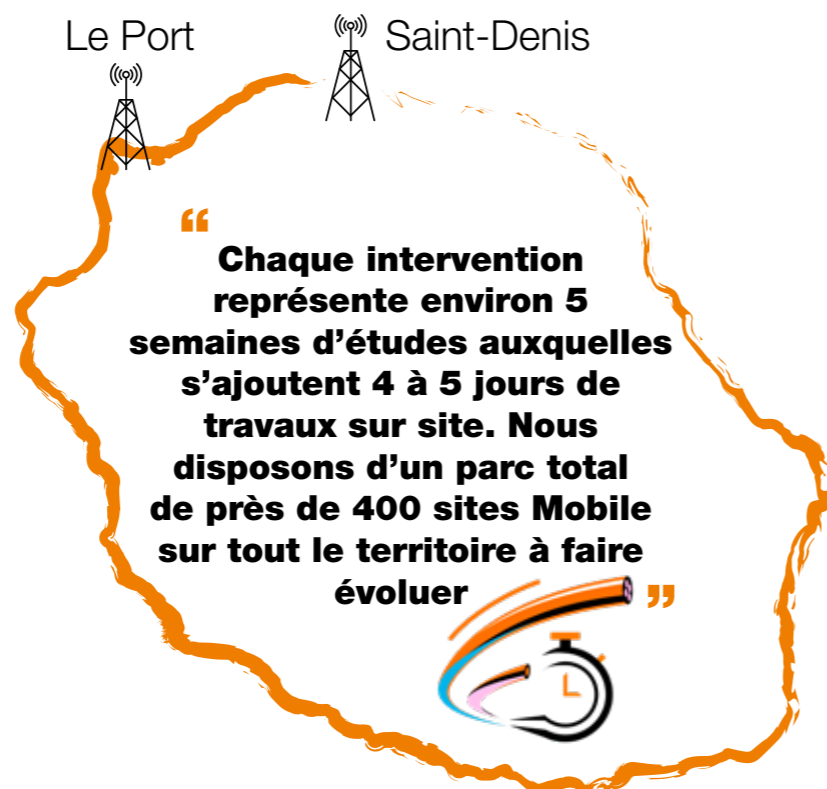 Le Port
Saint-Denis
“
Chaque intervention
représente environ 5
semaines d’études auxquelles
s’ajoutent 4 à 5 jours de
travaux sur site. Nous
disposons d’un parc total
de près de 400 sites Mobile
sur tout le territoire à faire
évoluer
”